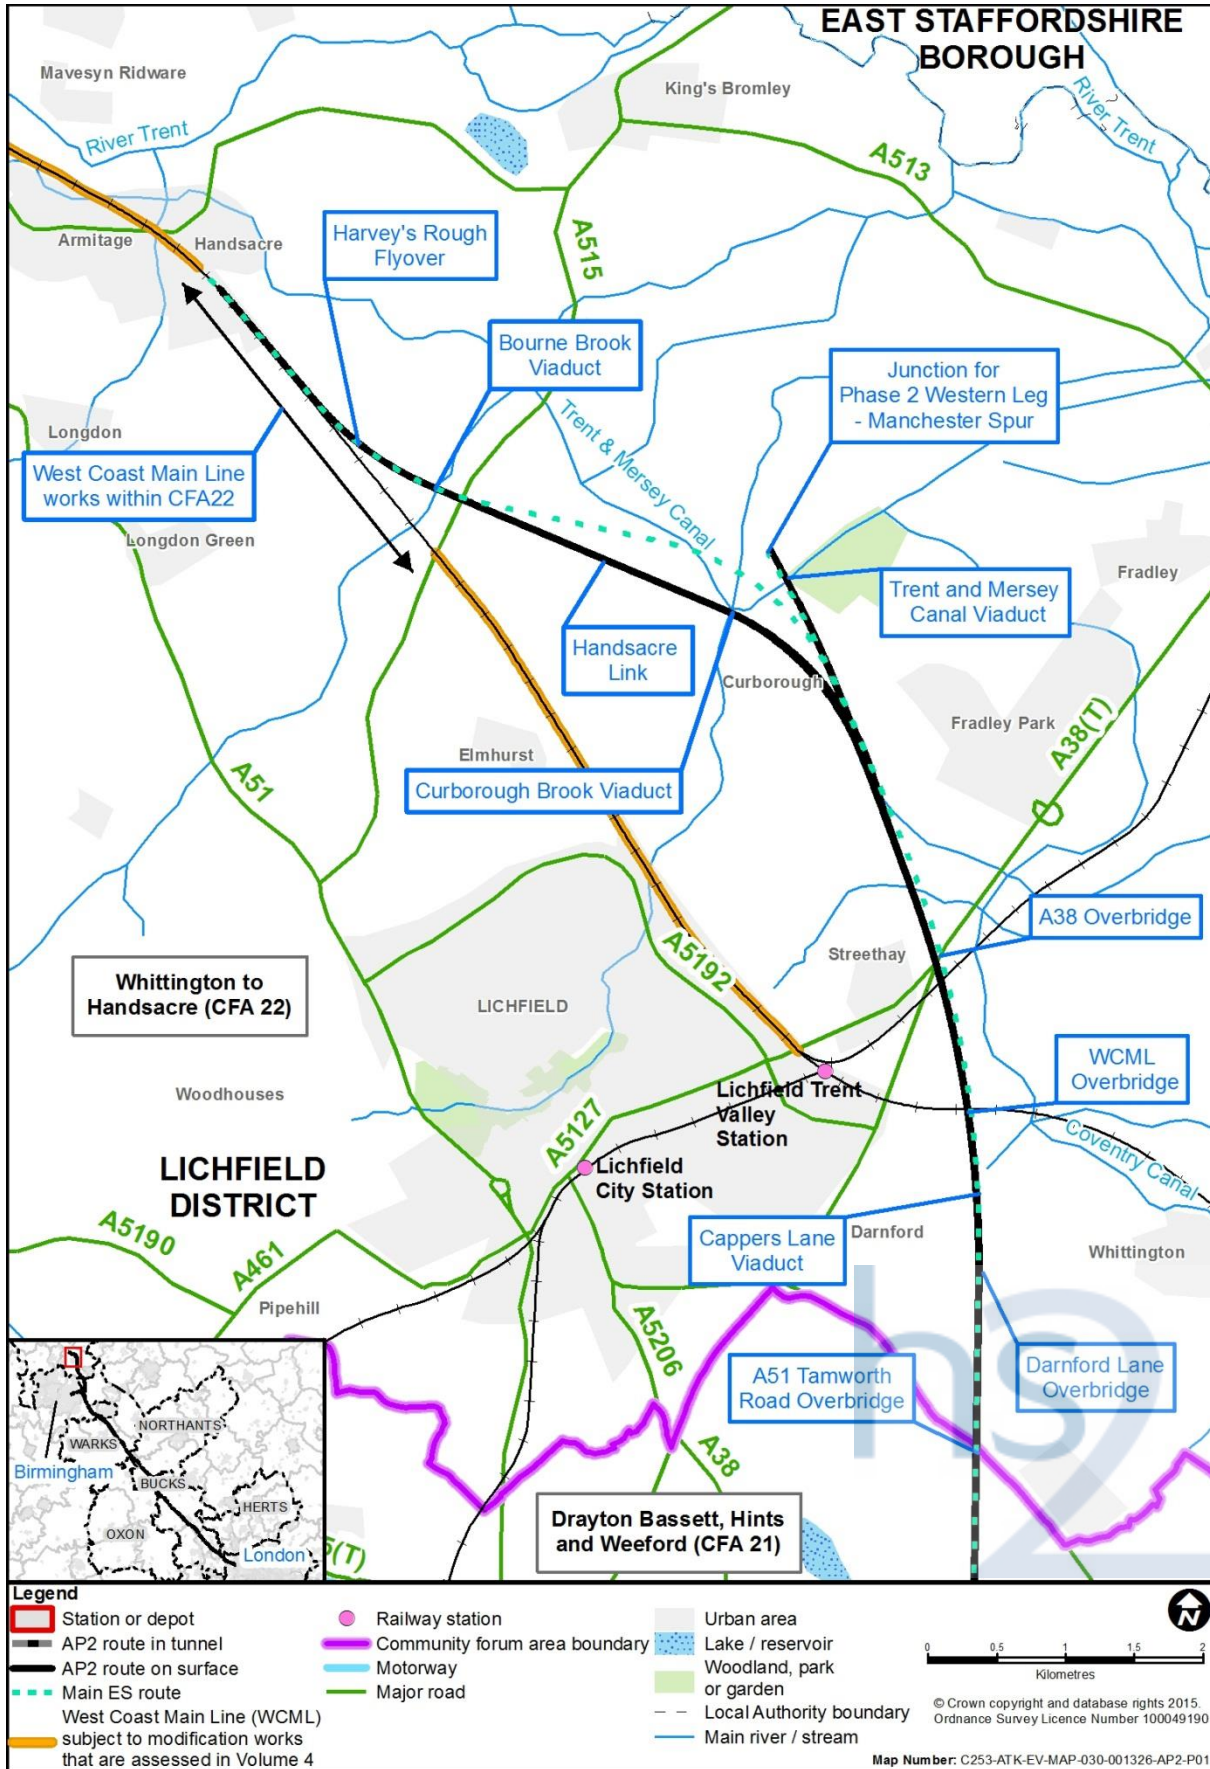 EAST STAFFORDSHIRE
BOROUGH
Mavesyn Ridware
King's Bromley
River Trent
River Trent
A513
Armitage
Handsacre
Harvey's Rough
Flyover
A515
Bourne Brook
Viaduct
Junction for
Phase 2 Western Leg
- Manchester Spur
Trent & Mersey Canal
Longdon
West Coast Main Line
works within CFA22
Longdon Green
Fradley
Trent and Mersey
Canal Viaduct
Handsacre
Link
Curborough
Fradley Park
A38(T)
Elmhurst
A51
Curborough Brook Viaduct
A38 Overbridge
Streethay
A5192
Whittington to
Handsacre (CFA 22)
LICHFIELD
WCML
Overbridge
Woodhouses
Lichfield Trent
Valley
Station
A5127
Coventry Canal
LICHFIELD
DISTRICT
Lichfield
City Station
A5190
A461
Cappers Lane
Viaduct
Darnford
Whittington
Pipehill
A5206
A51 Tamworth
Road Overbridge
Darnford Lane
Overbridge
hs2
A38
NORTHANTS
WARKS
Birmingham
BUCKS
HERTS
OXON
London
5(T)
Drayton Bassett, Hints
and Weeford (CFA 21)
Legend
Station or depot
AP2 route in tunnel
AP2 route on surface
Main ES route
West Coast Main Line (WCML)
subject to modification works
that are assessed in Volume 4
Railway station
Community forum area boundary
Motorway
Major road
Urban area
Lake / reservoir
Woodland, park
or garden
Local Authority boundary
Main river / stream
N
0 0.5 1 1.5 2
Kilometres
© Crown copyright and database rights 2015.
Ordnance Survey Licence Number 100049190
Map Number: C253-ATK-EV-MAP-030-001326-AP2-P01